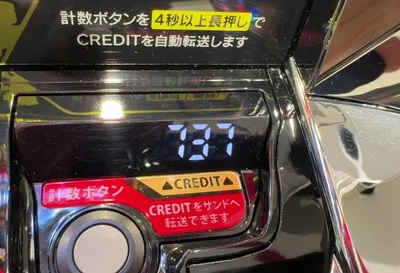 計数ボタンを 4秒以上長押しで
CREDITを自動転送します
737
計数ボタン
▲CREDIT▲
CREDITをサンドへ
転送できます